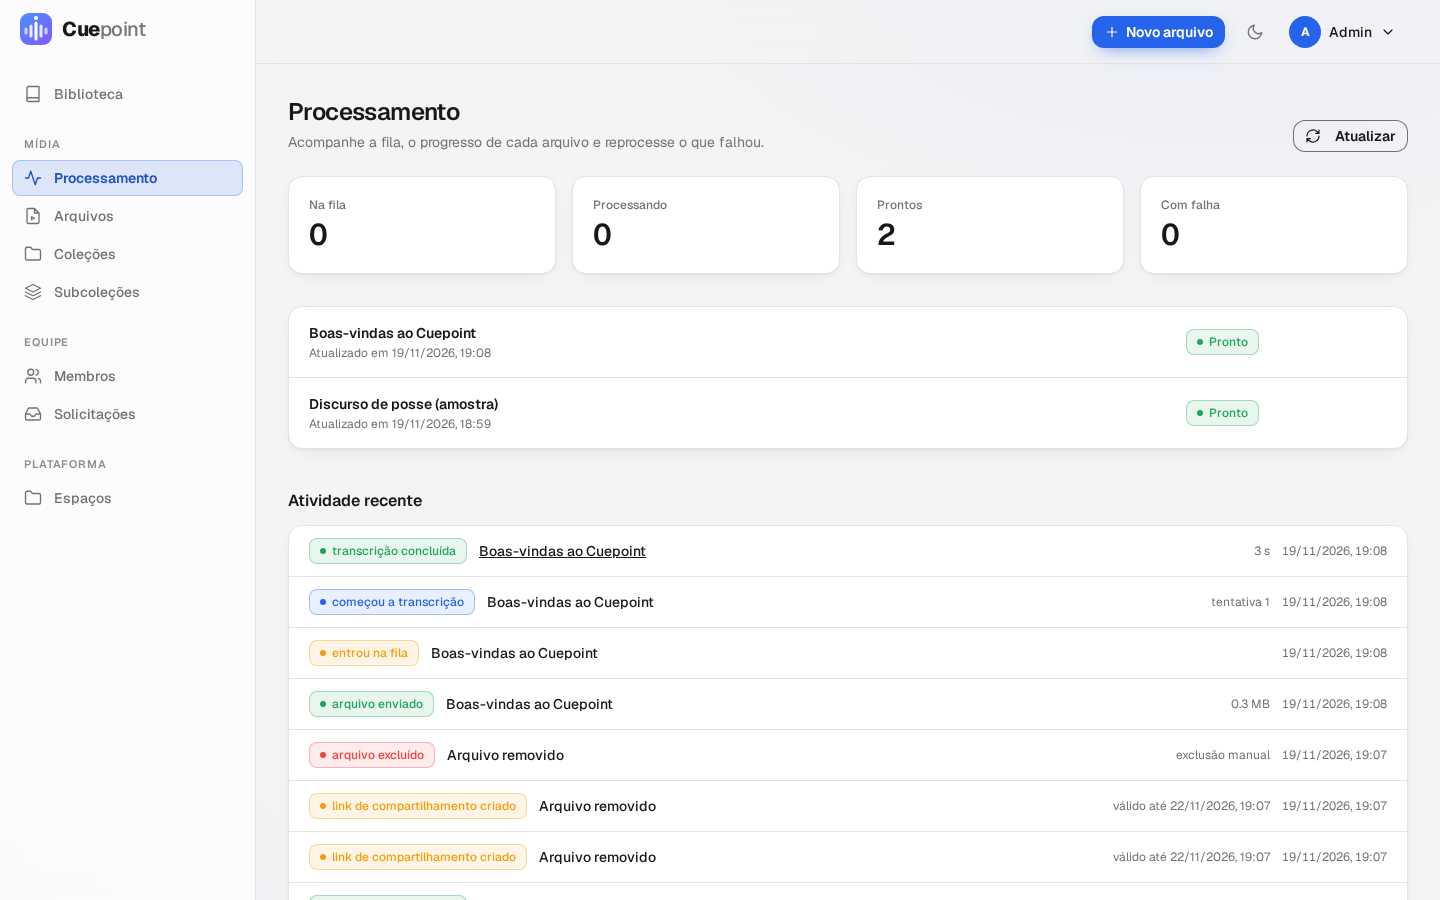 Cuepoint
Novo arquivo
A
Admin
Biblioteca
MÍDIA
Processamento
Arquivos
Coleções
Subcoleções
EQUIPE
Membros
Solicitações
PLATAFORMA
Espaços
Processamento
Acompanhe a fila, o progresso de cada arquivo e reprocesse o que falhou.
Atualizar
Na fila
0
Processando
0
Prontos
2
Com falha
0
Boas-vindas ao Cuepoint
Atualizado em 19/11/2026, 19:08
Pronto
Discurso de posse (amostra)
Atualizado em 19/11/2026, 18:59
Pronto
Atividade recente
transcrição concluída Boas-vindas ao Cuepoint 3 s 19/11/2026, 19:08
começou a transcrição Boas-vindas ao Cuepoint tentativa 1 19/11/2026, 19:08
entrou na fila Boas-vindas ao Cuepoint 19/11/2026, 19:08
arquivo enviado Boas-vindas ao Cuepoint 0.3 MB 19/11/2026, 19:08
arquivo excluído Arquivo removido exclusão manual 19/11/2026, 19:07
link de compartilhamento criado Arquivo removido válido até 22/11/2026, 19:07 19/11/2026, 19:07
link de compartilhamento criado Arquivo removido válido até 22/11/2026, 19:07 19/11/2026, 19:07